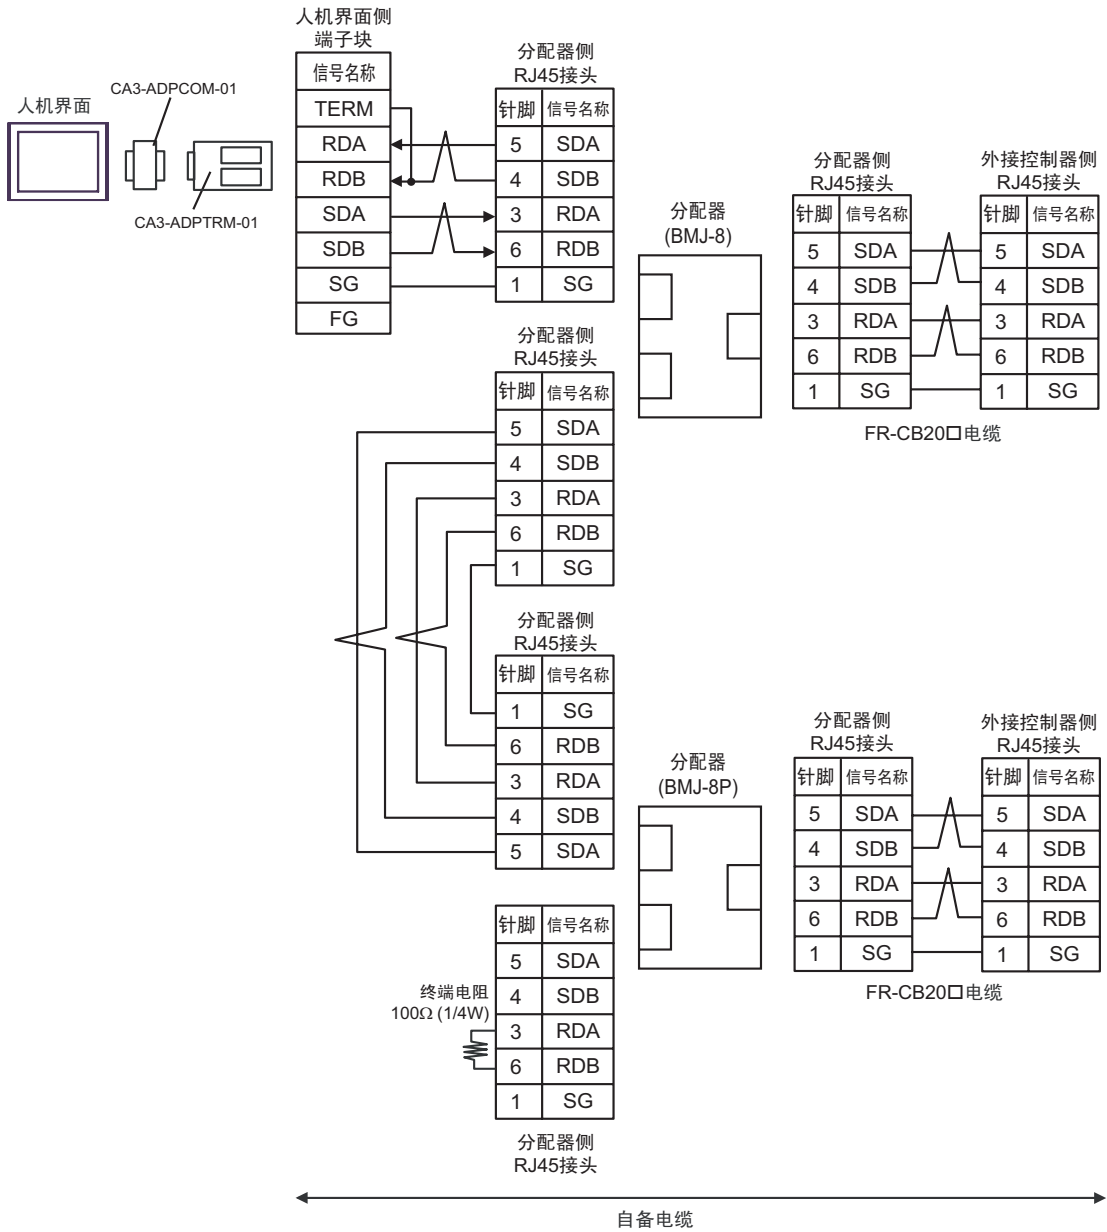 人机界面
CA3-ADPCOM-01
CA3-ADPTRM-01
人机界面侧
端子块
信号名称
TERM
RDA
RDB
SDA
SDB
SG
FG
分配器侧
RJ45接头
针脚 信号名称
5 SDA
4 SDB
3 RDA
6 RDB
1 SG
分配器
(BMJ-8)
分配器侧
RJ45接头
针脚 信号名称
5 SDA
4 SDB
3 RDA
6 RDB
1 SG
外接控制器侧
RJ45接头
针脚 信号名称
5 SDA
4 SDB
3 RDA
6 RDB
1 SG
FR-CB20口电缆
分配器侧
RJ45接头
针脚 信号名称
5 SDA
4 SDB
3 RDA
6 RDB
1 SG
分配器侧
RJ45接头
针脚 信号名称
1 SG
6 RDB
3 RDA
4 SDB
5 SDA
分配器
(BMJ-8P)
分配器侧
RJ45接头
针脚 信号名称
5 SDA
4 SDB
3 RDA
6 RDB
1 SG
外接控制器侧
RJ45接头
针脚 信号名称
5 SDA
4 SDB
3 RDA
6 RDB
1 SG
FR-CB20口电缆
终端电阻
100Ω (1/4W)
针脚 信号名称
5 SDA
4 SDB
3 RDA
6 RDB
1 SG
分配器侧
RJ45接头
自备电缆